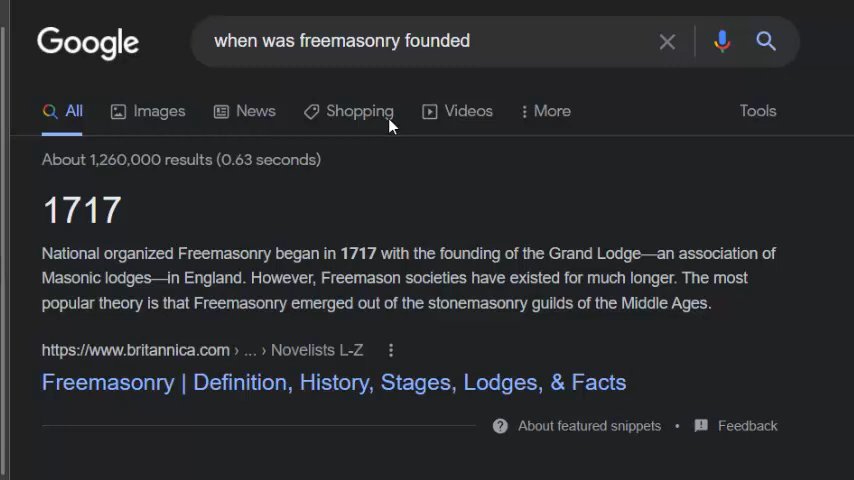 Google
when was freemasonry founded
All Images News Shopping Videos More Tools
About 1,260,000 results (0.63 seconds)
1717
National organized Freemasonry began in 1717 with the founding of the Grand Lodge—an association of
Masonic lodges—in England. However, Freemason societies have existed for much longer. The most
popular theory is that Freemasonry emerged out of the stonemasonry guilds of the Middle Ages.
https://www.britannica.com › ... › Novelists L-Z
Freemasonry | Definition, History, Stages, Lodges, & Facts
About featured snippets • Feedback